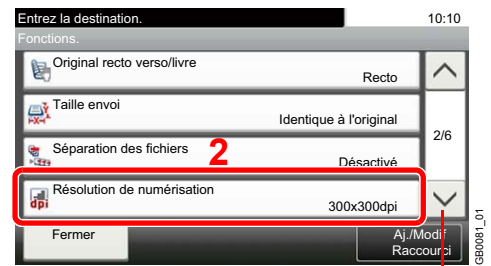 Entrez la destination.
10:10
Fonctions.
Original recto verso/livre
Recto
Taille envoi
Identique à l'original
2/6
Séparation des fichiers
2
Désactivé
Résolution de numérisation
dpi
300x300dpi
Fermer
Aj./Modif
Raccourci
GB0081_01